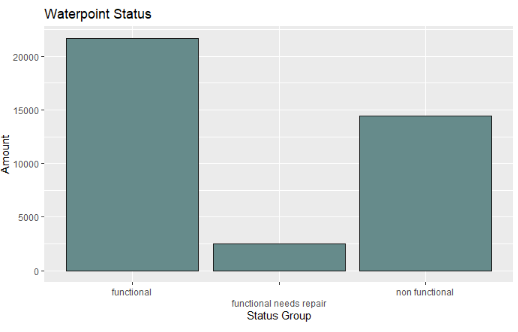 Waterpoint Status
Amount
20000
15000
10000
5000
0
functional
functional needs repair
non functional
Status Group